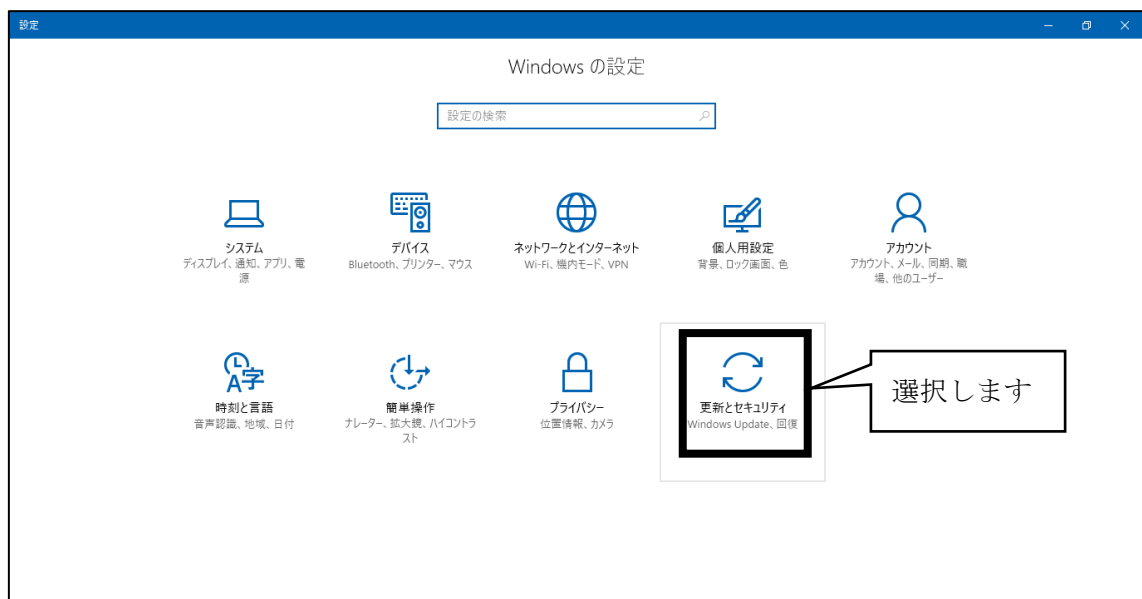 設定
Windows の設定
設定の検索
システム
ディスプレイ、通知、アプリ、電
源
デバイス
Bluetooth、プリンター、マウス
ネットワークとインターネット
Wi-Fi、機内モード、VPN
個人用設定
背景、ロック画面、色
アカウント
アカウント、メール、同期、職
場、他のユーザー
時刻と言語
音声認識、地域、日付
簡単操作
ナレーター、拡大鏡、ハイコントラ
スト
プライバシー
位置情報、カメラ
更新とセキュリティ
Windows Update、回復
選択します